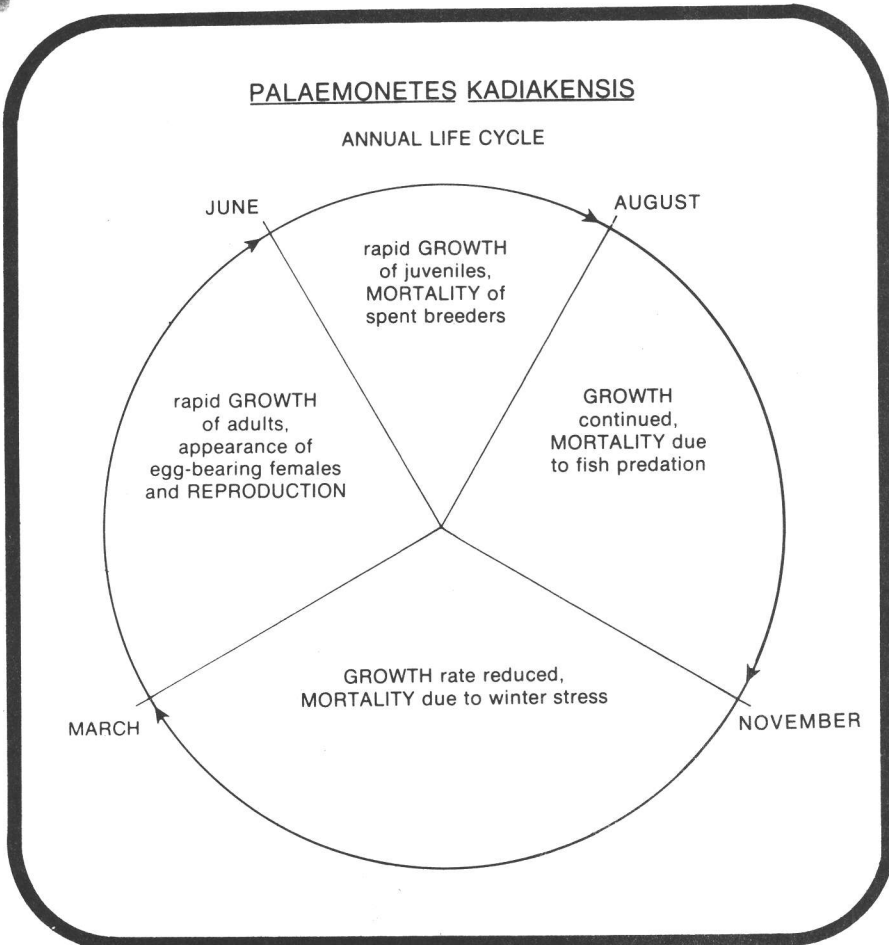 PALAEMONETES KADIAKENSIS
ANNUAL LIFE CYCLE
JUNE
AUGUST
rapid GROWTH
of juveniles,
MORTALITY of
spent breeders
rapid GROWTH
of adults,
appearance of
egg-bearing females
and REPRODUCTION
GROWTH
continued,
MORTALITY due
to fish predation
GROWTH rate reduced,
MORTALITY due to winter stress
MARCH
NOVEMBER